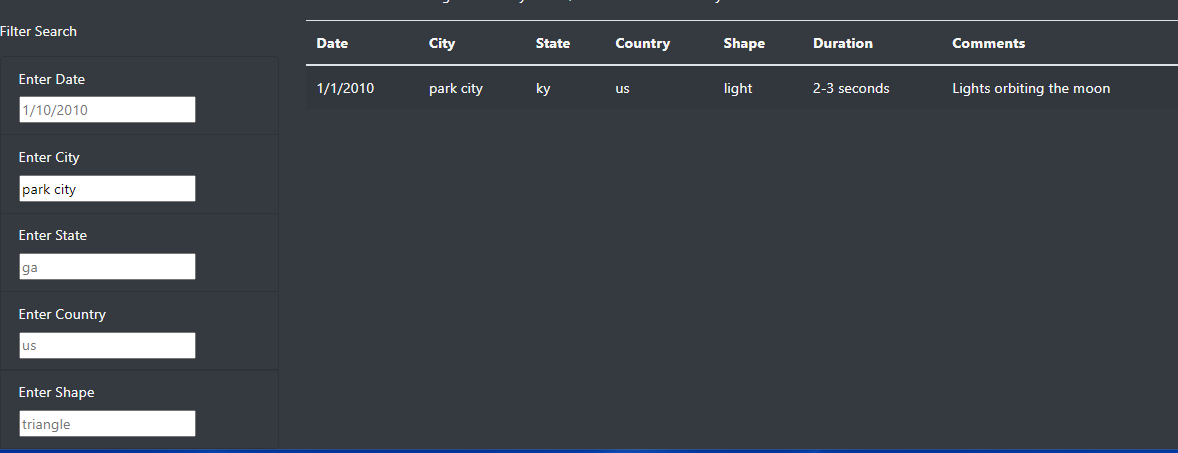 Filter Search
Enter Date
1/10/2010
Enter City
park city
Enter State
ga
Enter Country
us
Enter Shape
triangle
Date City State Country Shape Duration Comments
1/1/2010 park city ky us light 2-3 seconds Lights orbiting the moon